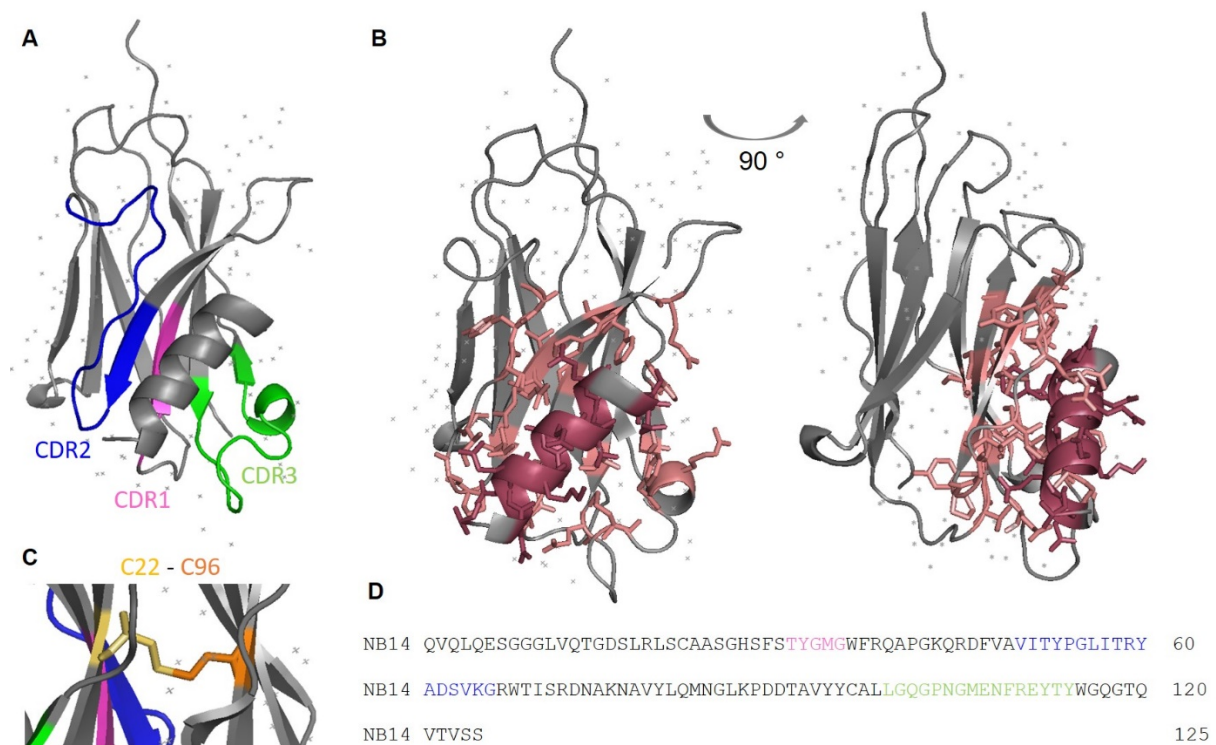 A
B
90 °
CDR2
CDR1
CDR3
C
C22 - C96
D
NB14 QVQLQESGGGLVQTGDSLRLSCAASGHSFSTYGMGWFRQAPGKQRDFVAVITYPGLITRY 60
NB14 ADSVKGRWTISRDNAKNAVYLQMNGLKPDDTAVYYCALLGQGPNGMENFREYTYWGQGTQ 120
NB14 VTVSS 125